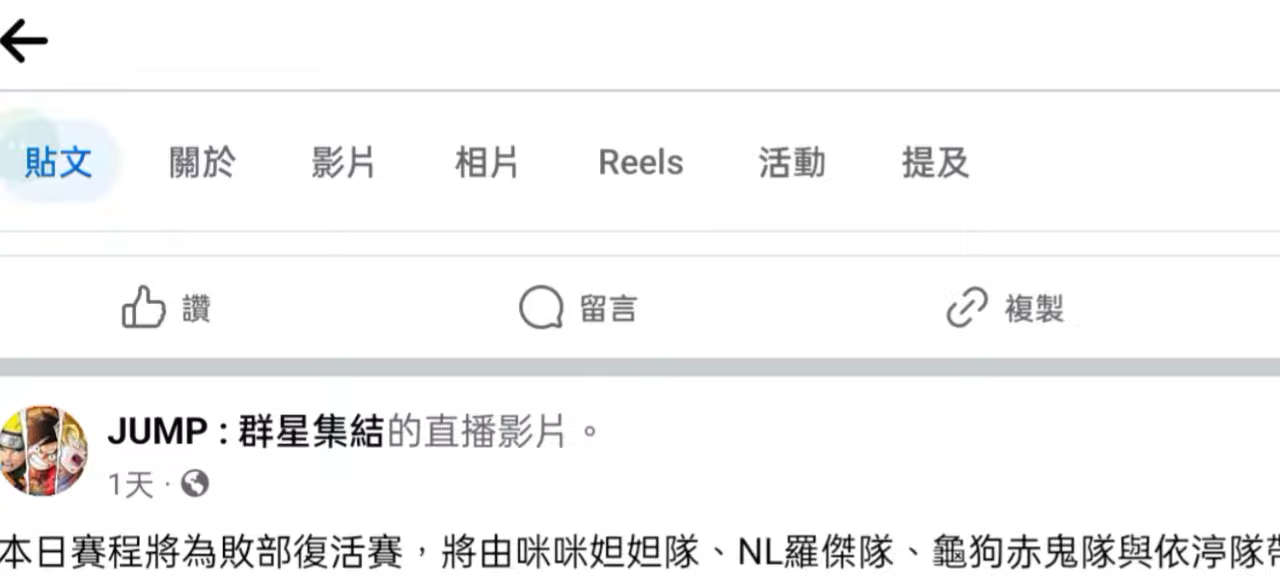 貼文 關於 影片 相片 Reels 活動 提及
讚 留言 複製
JUMP : 群星集結的直播影片。
1天 ·
本日賽程將為敗部復活賽，將由咪咪妲妲隊、NL羅傑隊、龜狗赤鬼隊與依渟隊